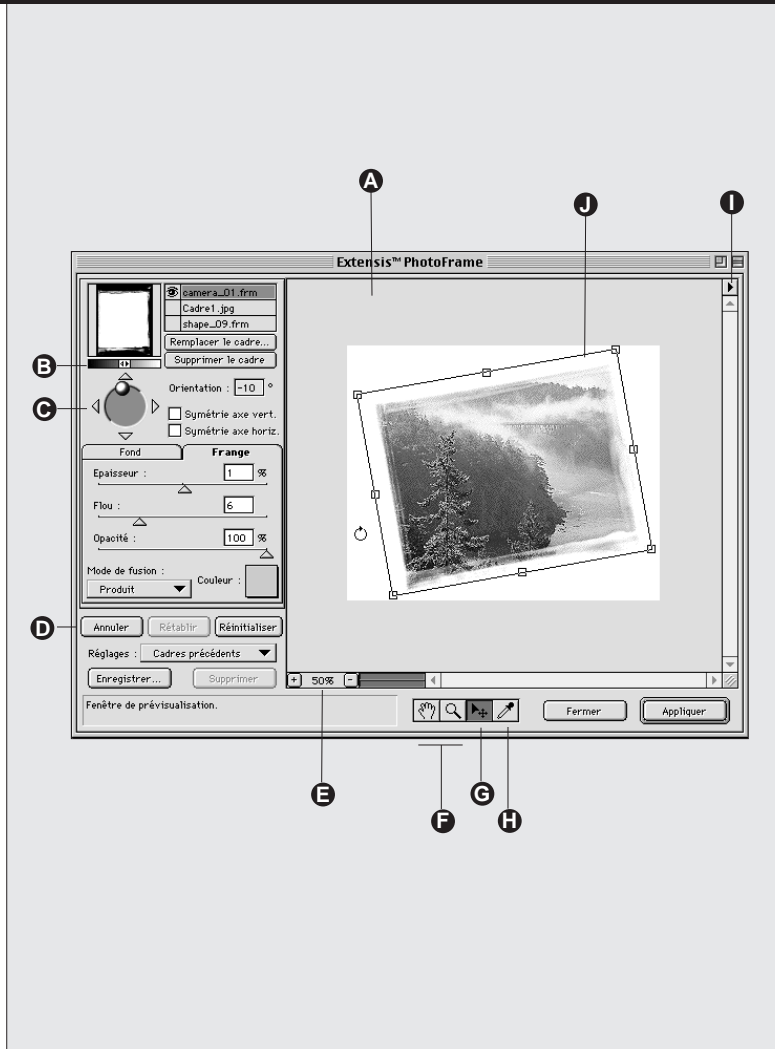 A
J
I
Extensis™ PhotoFrame
camera_01.frm
Cadre1.jpg
shape_09.frm
Remplacer le cadre...
Supprimer le cadre
B
C
Orientation : -10 °
Symétrie axe vert.
Symétrie axe horiz.
Fond Frange
Epaisseur : 1 %
Flou : 6
Opacité : 100 %
Mode de fusion :
Produit
Couleur :
D
Annuler Rétablir Réinitialiser
Réglages : Cadres précédents
Enregistrer... Supprimer
+ 50% -
Fenêtre de prévisualisation.
Fermer Appliquer
E
G
F
H